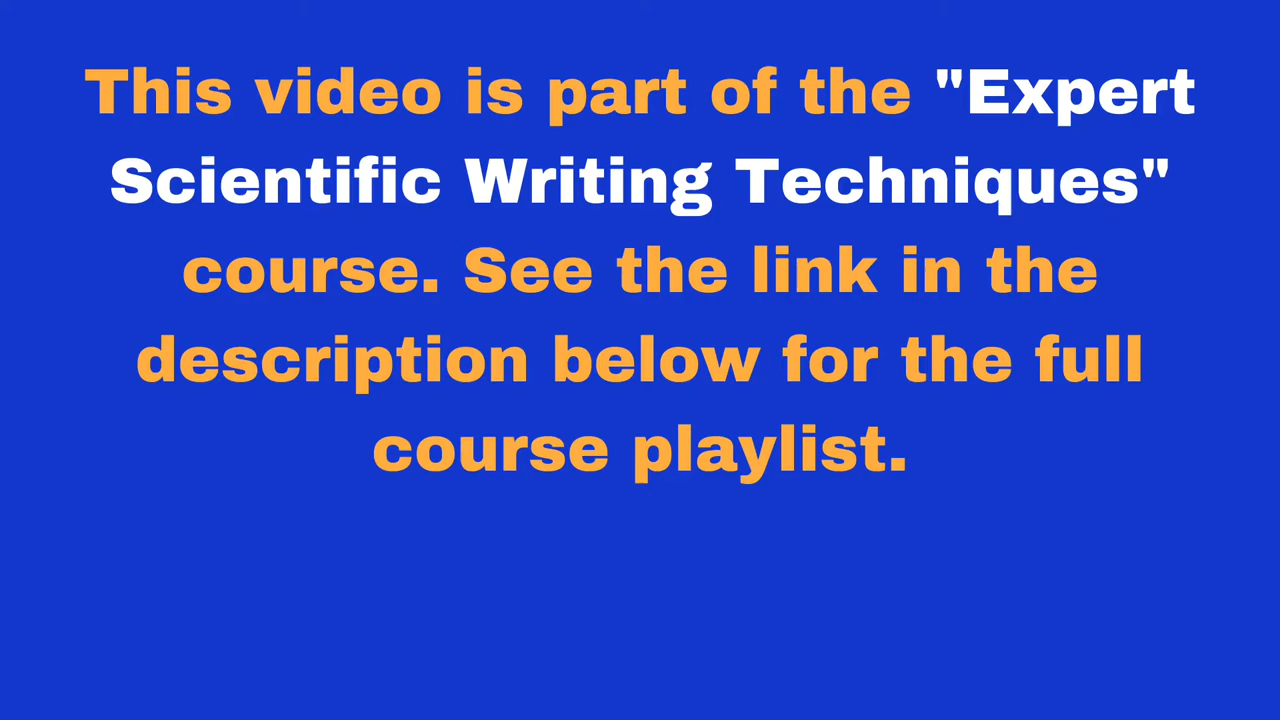 This video is part of the "Expert
Scientific Writing Techniques"
course. See the link in the
description below for the full
course playlist.